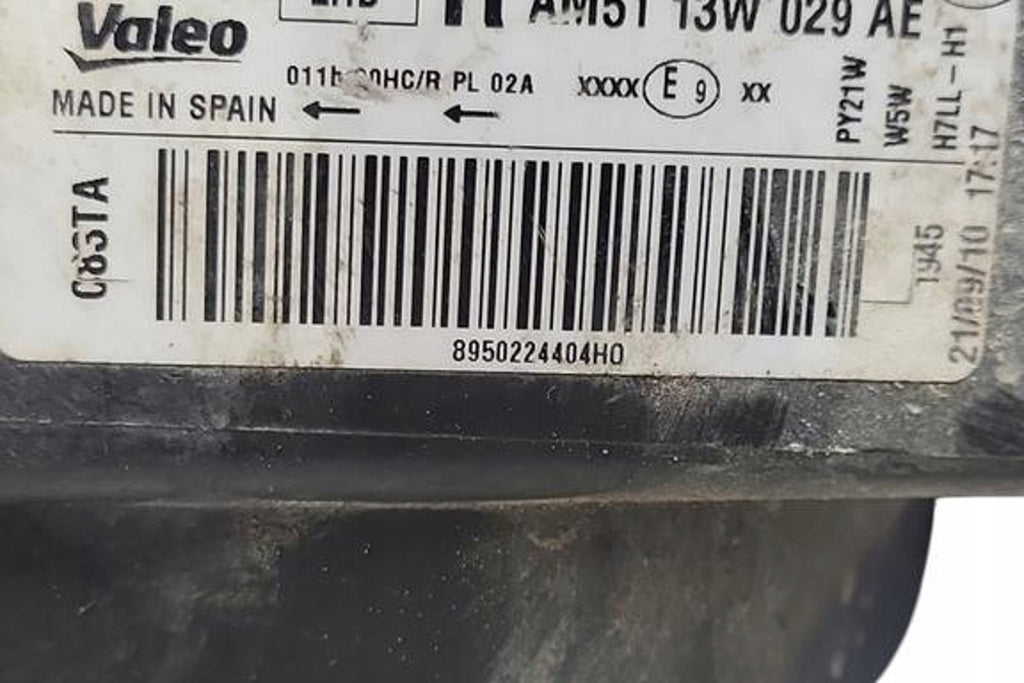 Valeo
AM51 13W 029 AE
HC/R PL 02A
XXXX E 9 XX
MADE IN SPAIN
PY21W
W5W
H7LL-H1
1945
21/09/10 17:17
8950224404HO